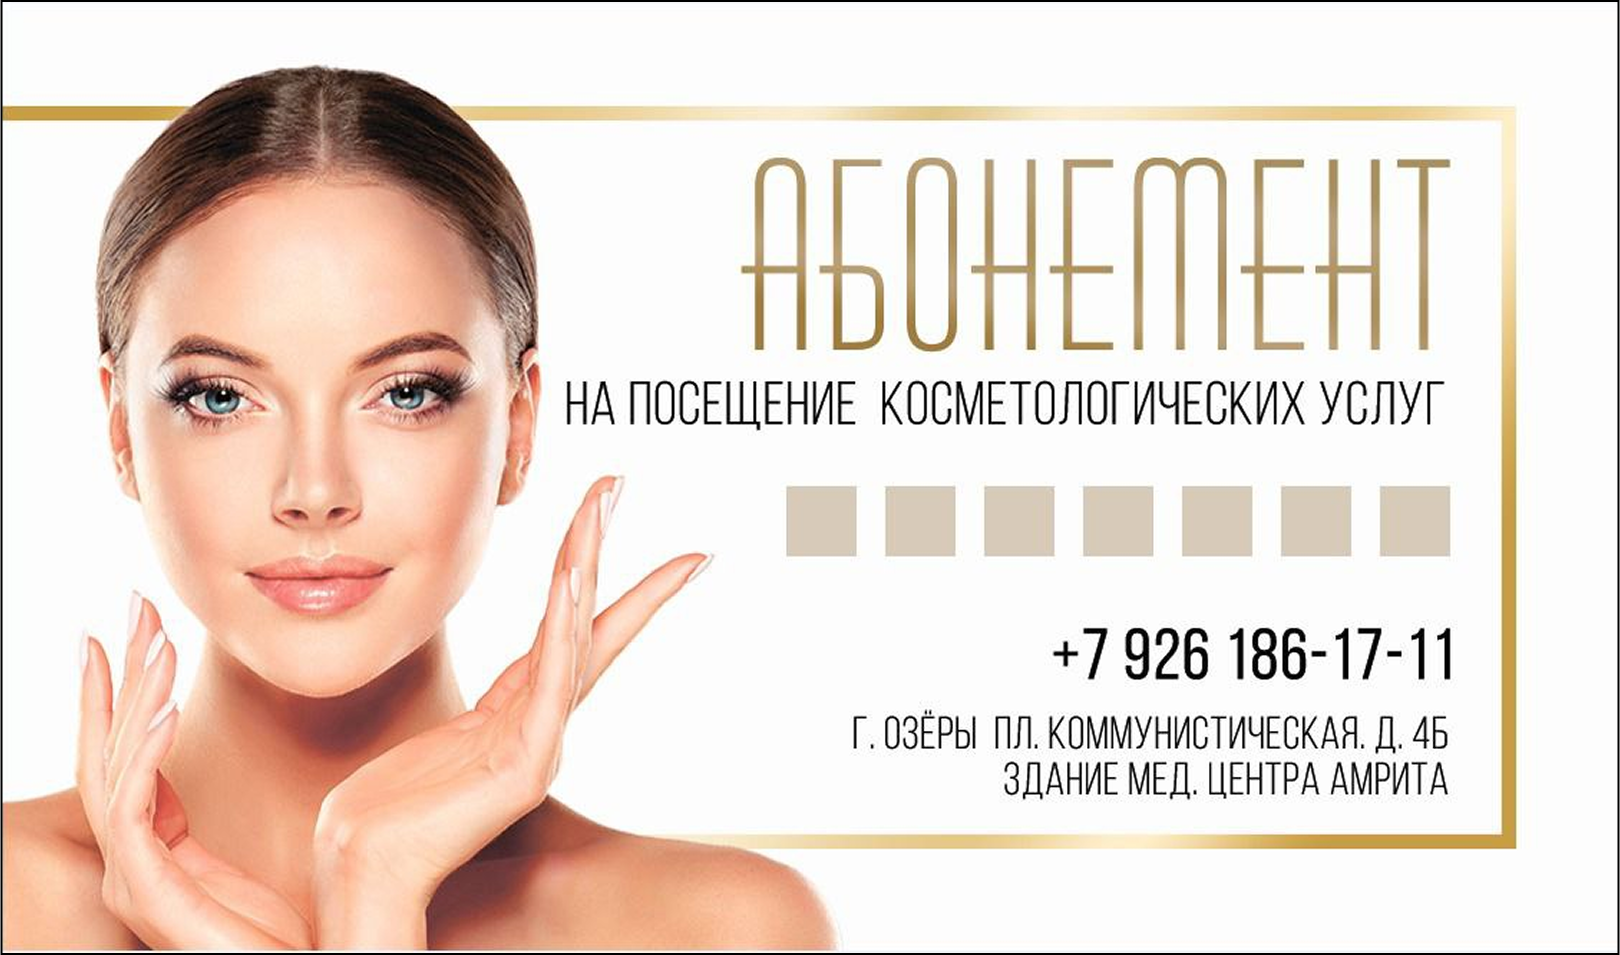 АБОНЕМЕНТ
НА ПОСЕЩЕНИЕ КОСМЕТОЛОГИЧЕСКИХ УСЛУГ
+7 926 186-17-11
Г. ОЗЁРЫ ПЛ. КОММУНИСТИЧЕСКАЯ. Д. 4Б
ЗДАНИЕ МЕД. ЦЕНТРА АМРИТА